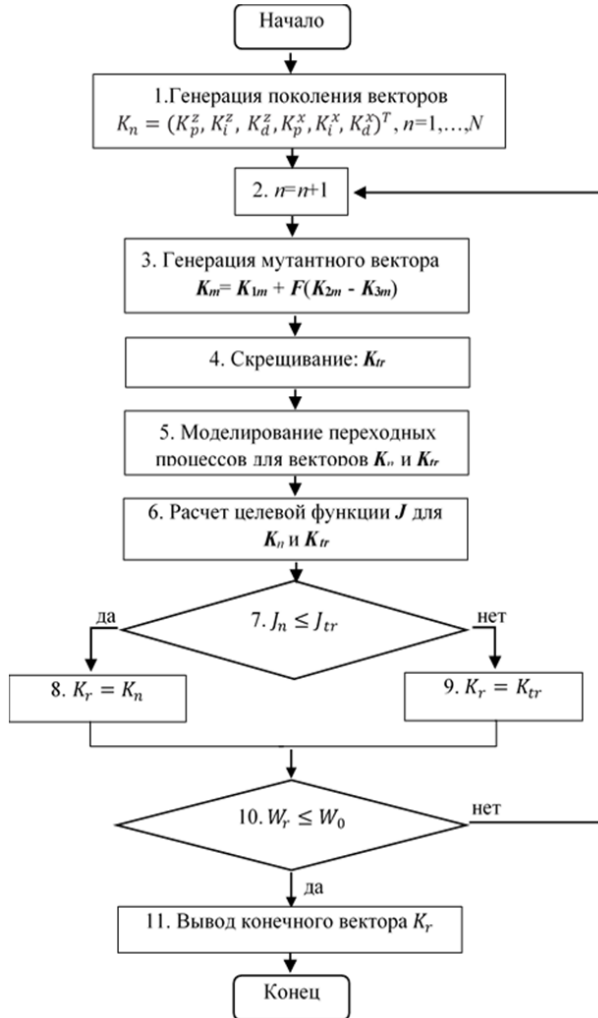 Начало
1.Генерация поколения векторов
K_n = (K_p^z, K_i^z, K_d^z, K_p^x, K_i^x, K_d^x)^T, n=1,…,N
2. n=n+1
3. Генерация мутантного вектора
K_m= K_1m + F(K_2m - K_3m)
4. Скрещивание: K_tr
5. Моделирование переходных
процессов для векторов K_n и K_tr
6. Расчет целевой функции J для
K_n и K_tr
7. J_n ≤ J_tr
да
нет
8. K_r = K_n
9. K_r = K_tr
10. W_r ≤ W_0
нет
да
11. Вывод конечного вектора K_r
Конец